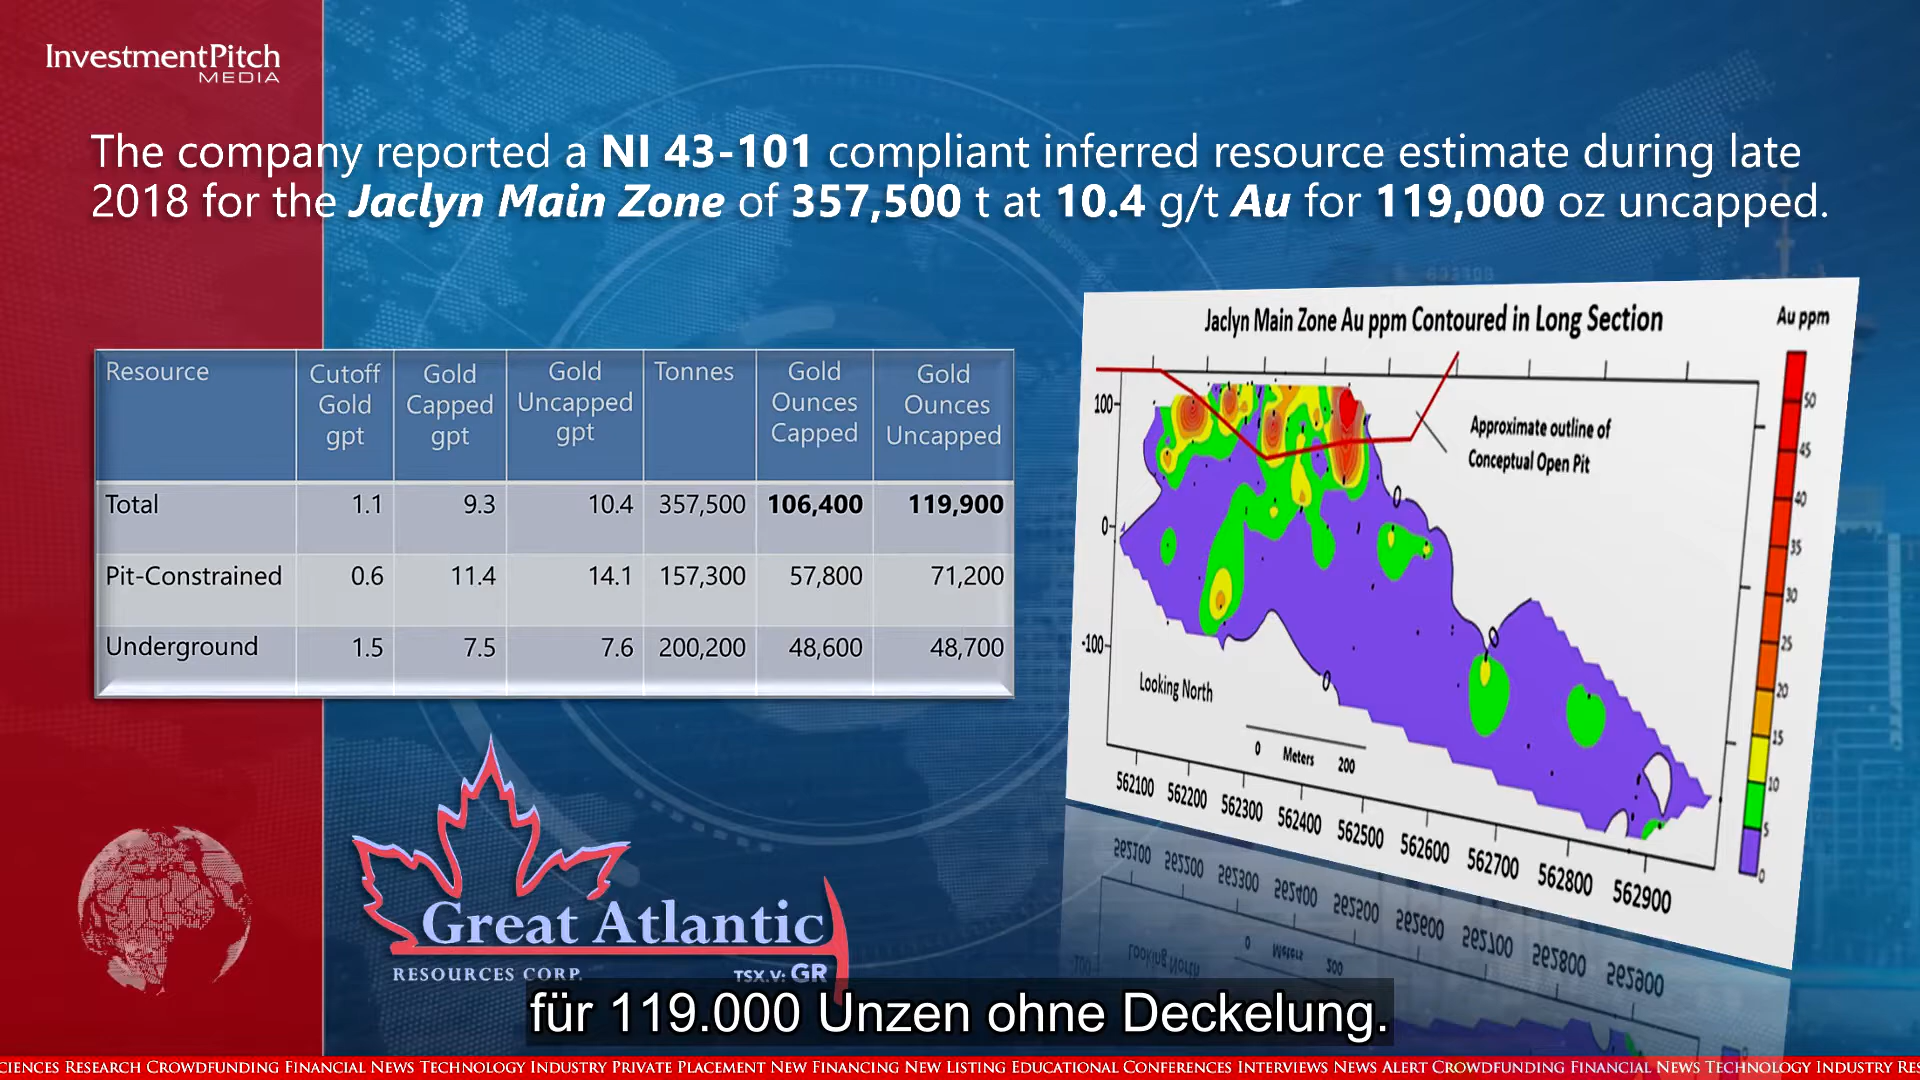 InvestmentPitch
MEDIA
The company reported a NI 43-101 compliant inferred resource estimate during late
2018 for the Jaclyn Main Zone of 357,500 t at 10.4 g/t Au for 119,000 oz uncapped.
Resource Cutoff Gold gpt Gold Capped gpt Gold Uncapped gpt Tonnes Gold Ounces Capped Gold Ounces Uncapped
Total 1.1 9.3 10.4 357,500 106,400 119,900
Pit-Constrained 0.6 11.4 14.1 157,300 57,800 71,200
Underground 1.5 7.5 7.6 200,200 48,600 48,700
Jaclyn Main Zone Au ppm Contoured in Long Section
Au ppm
Approximate outline of
Conceptual Open Pit
100
0
-100
0
0
0
Looking North
0 Meters 200
562100 562200 562300 562400 562500 562600 562700 562800 562900
50
45
40
35
30
25
20
15
10
5
0
Great Atlantic
RESOURCES CORP. TSX.V: GR
für 119.000 Unzen ohne Deckelung.
CIENCES RESEARCH CROWDFUNDING FINANCIAL NEWS TECHNOLOGY INDUSTRY PRIVATE PLACEMENT NEW FINANCING NEW LISTING EDUCATIONAL CONFERENCES INTERVIEWS NEWS ALERT CROWDFUNDING FINANCIAL NEWS TECHNOLOGY INDUSTRY RES